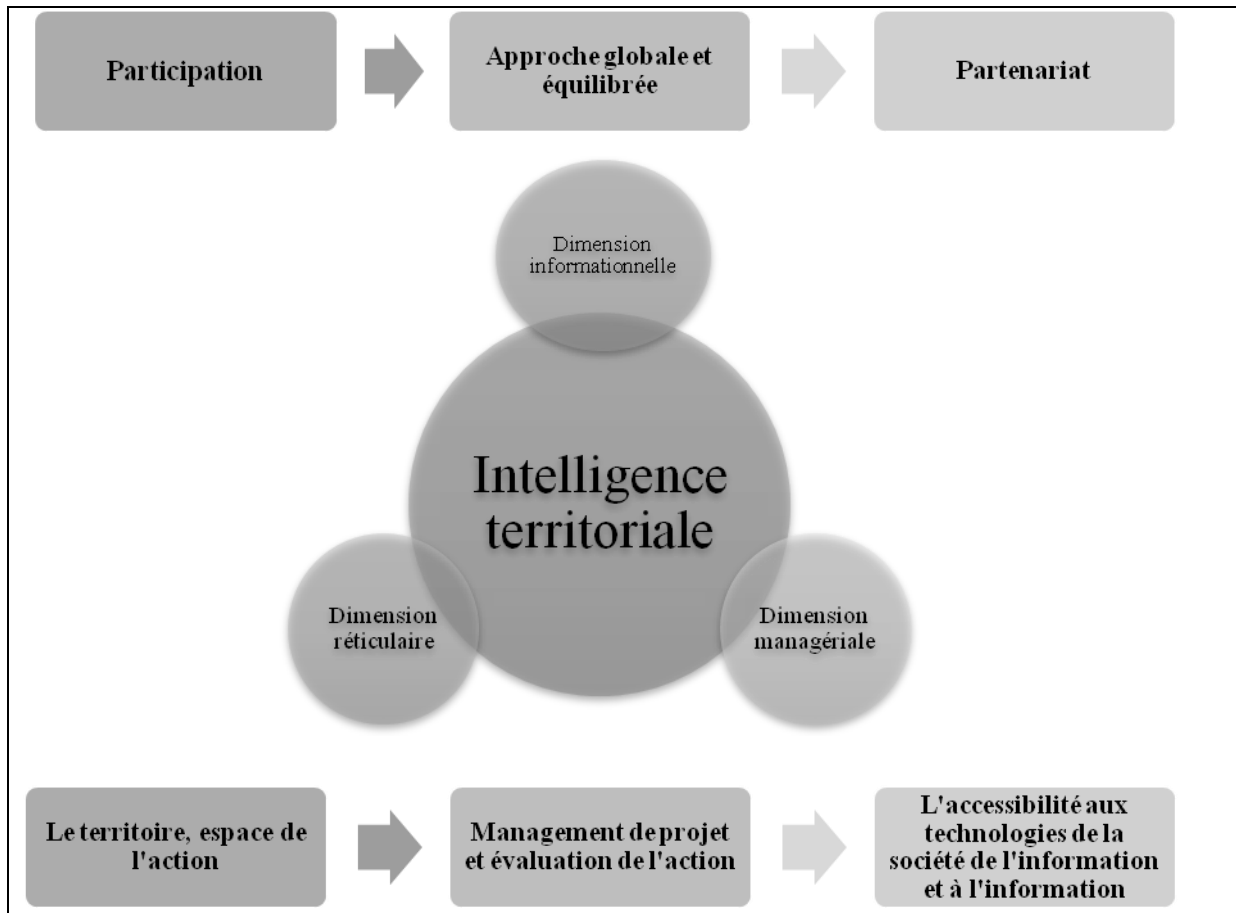 Participation
Approche globale et
équilibrée
Partenariat
Dimension
informationnelle
Intelligence
territoriale
Dimension
réticulaire
Dimension
managériale
Le territoire, espace de
l'action
Management de projet
et évaluation de l'action
L'accessibilité aux
technologies de la
société de l'information
et à l'information